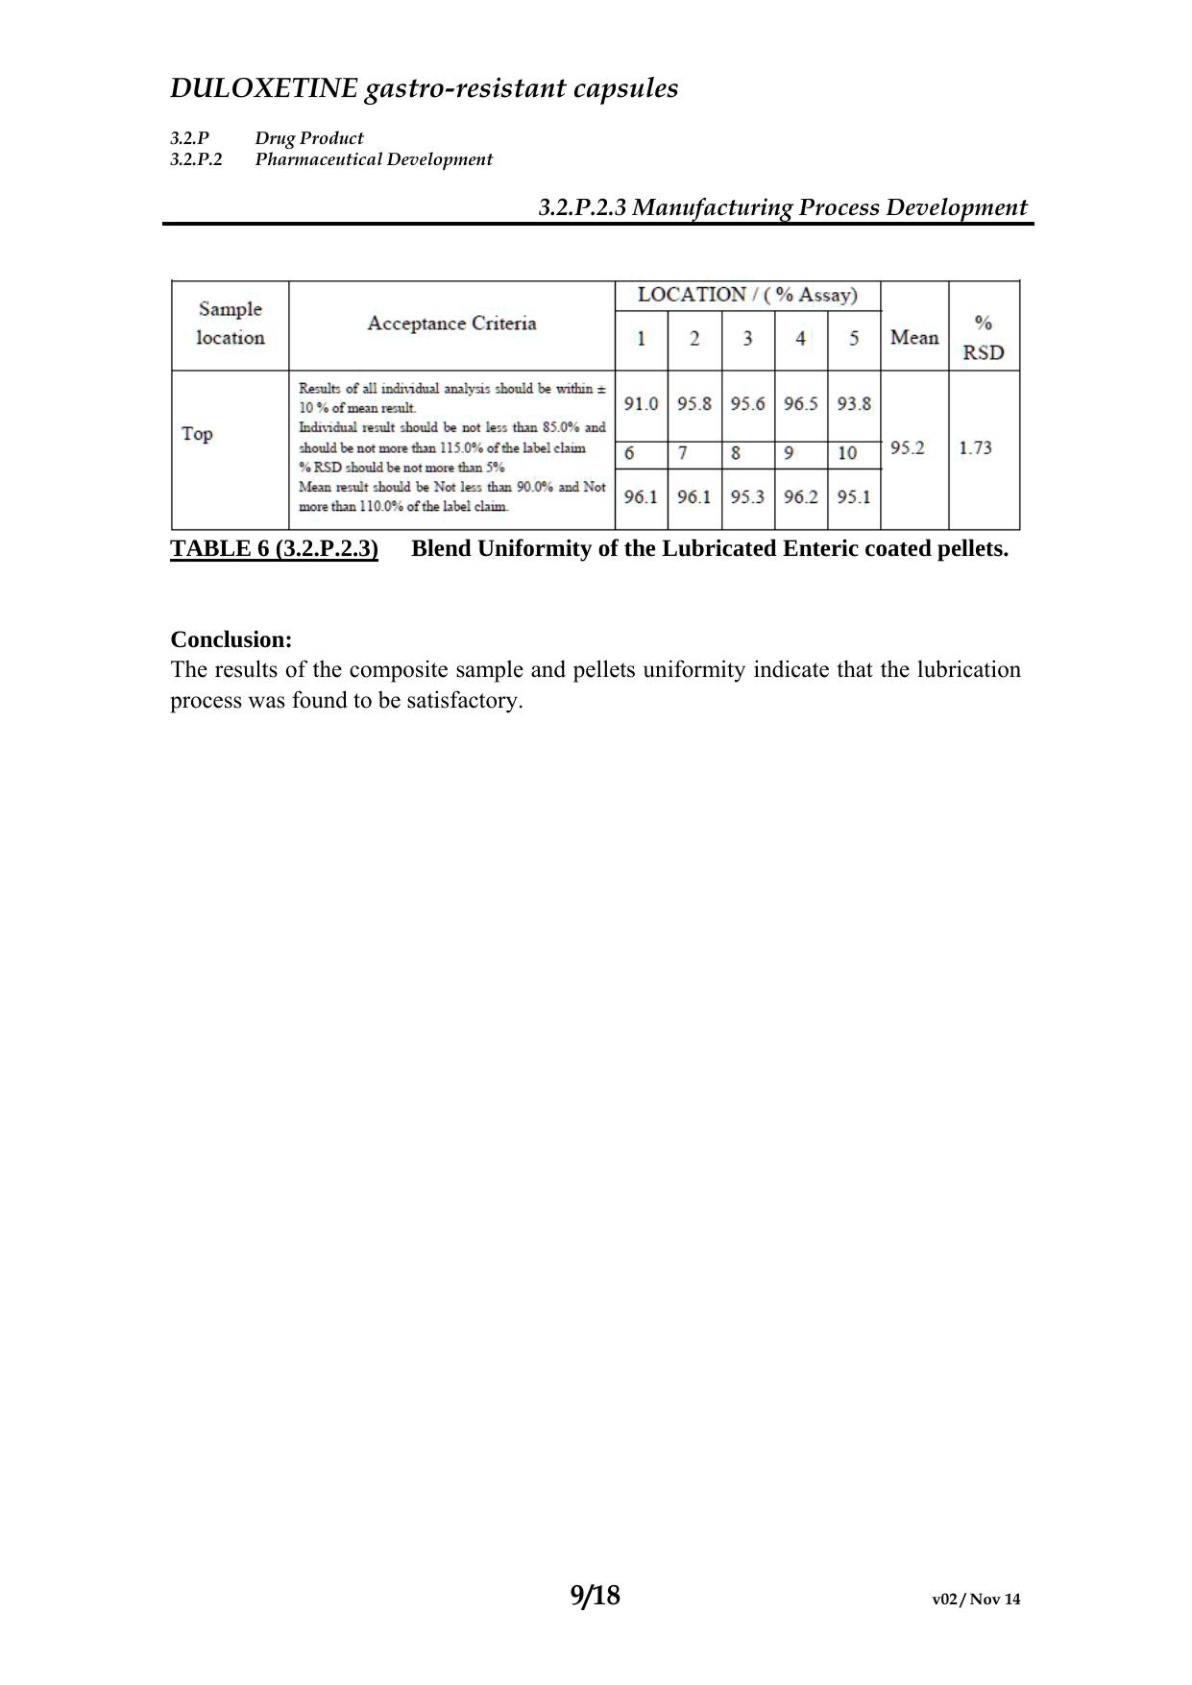 DULOXETINE gastro-resistant capsules
3.2.P Drug Product
3.2.P.2 Pharmaceutical Development
3.2.P.2.3 Manufacturing Process Development
Sample location Acceptance Criteria LOCATION / ( % Assay) Mean % RSD
1 2 3 4 5
Top
Results of all individual analysis should be within ±
10 % of mean result.
Individual result should be not less than 85.0% and
should be not more than 115.0% of the label claim
% RSD should be not more than 5%
Mean result should be Not less than 90.0% and Not
more than 110.0% of the label claim.
91.0 95.8 95.6 96.5 93.8
6 7 8 9 10
96.1 96.1 95.3 96.2 95.1
95.2 1.73
TABLE 6 (3.2.P.2.3) Blend Uniformity of the Lubricated Enteric coated pellets.
Conclusion:
The results of the composite sample and pellets uniformity indicate that the lubrication
process was found to be satisfactory.
9/18
v02 / Nov 14